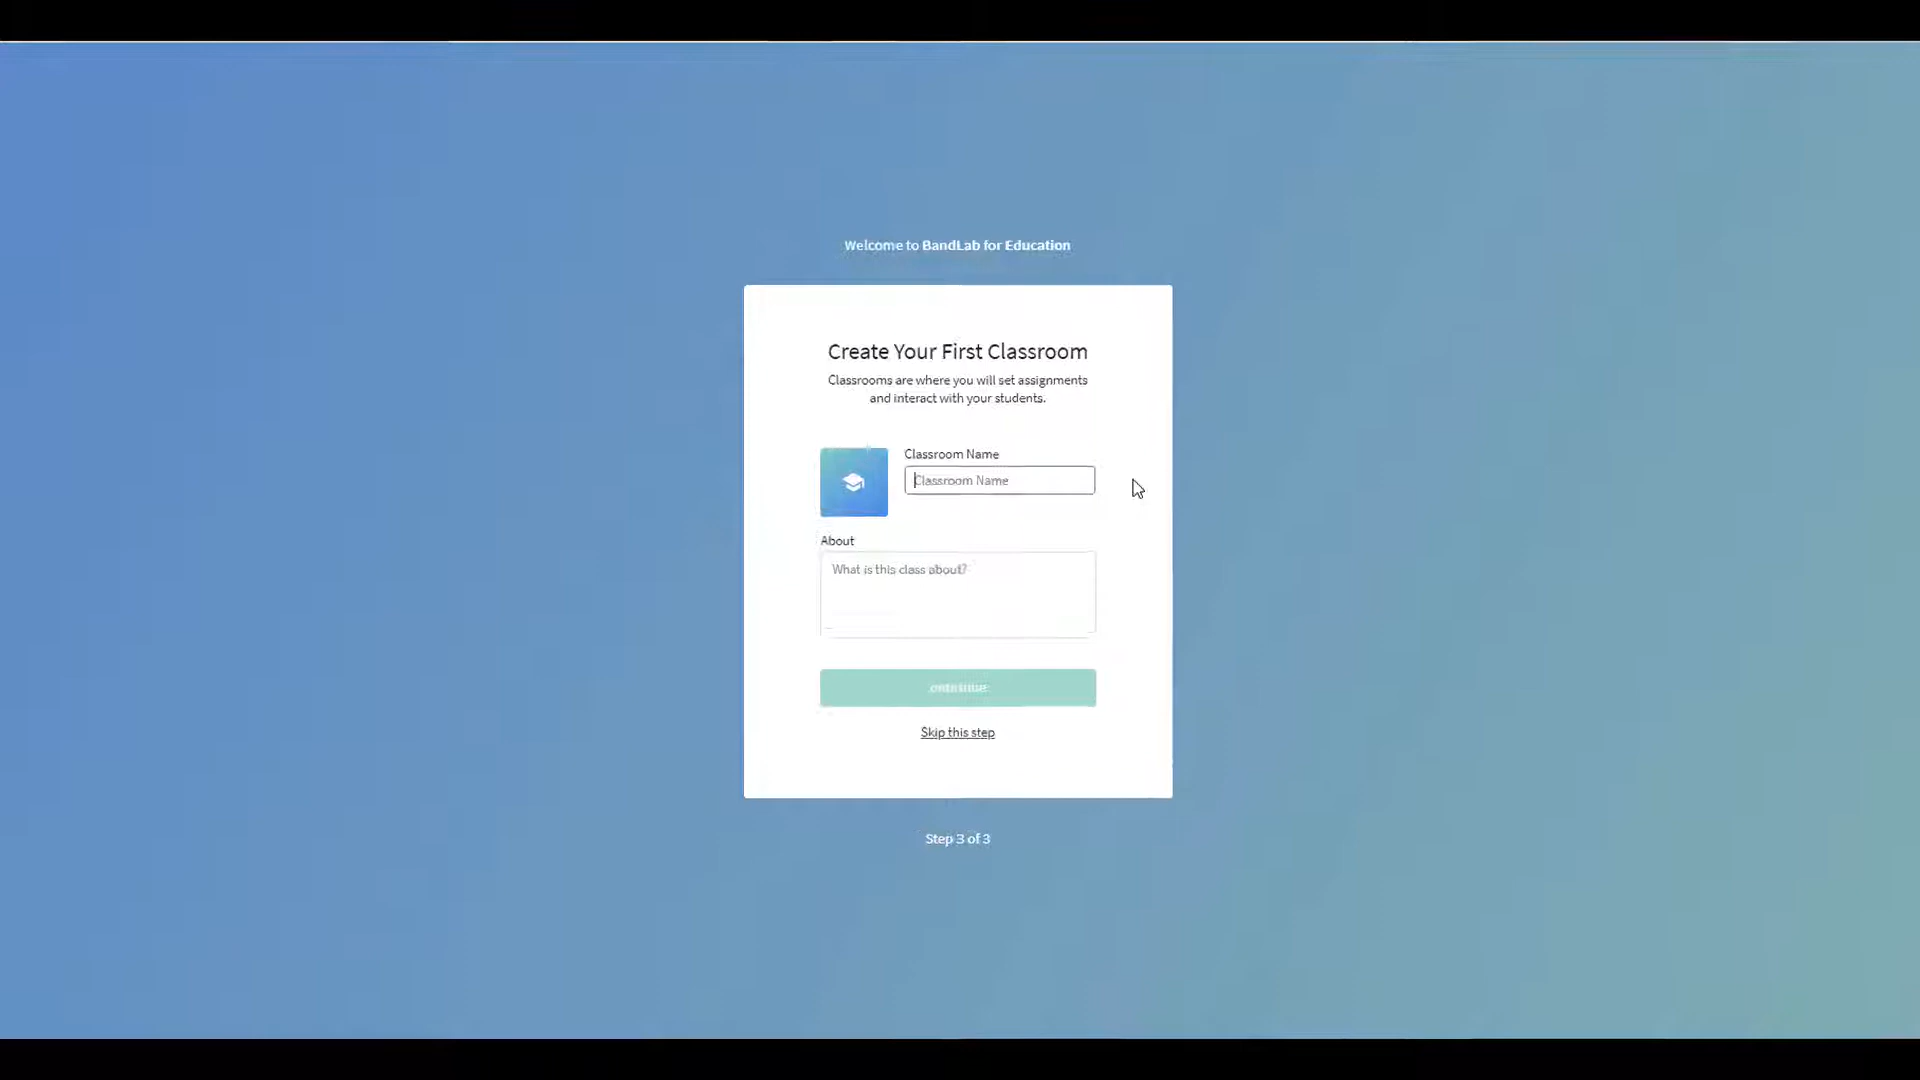 Welcome to BandLab for Education
Create Your First Classroom
Classrooms are where you will set assignments
and interact with your students.
Classroom Name
Classroom Name
About
What is this class about?
ontinue
Skip this step
Step 3 of 3